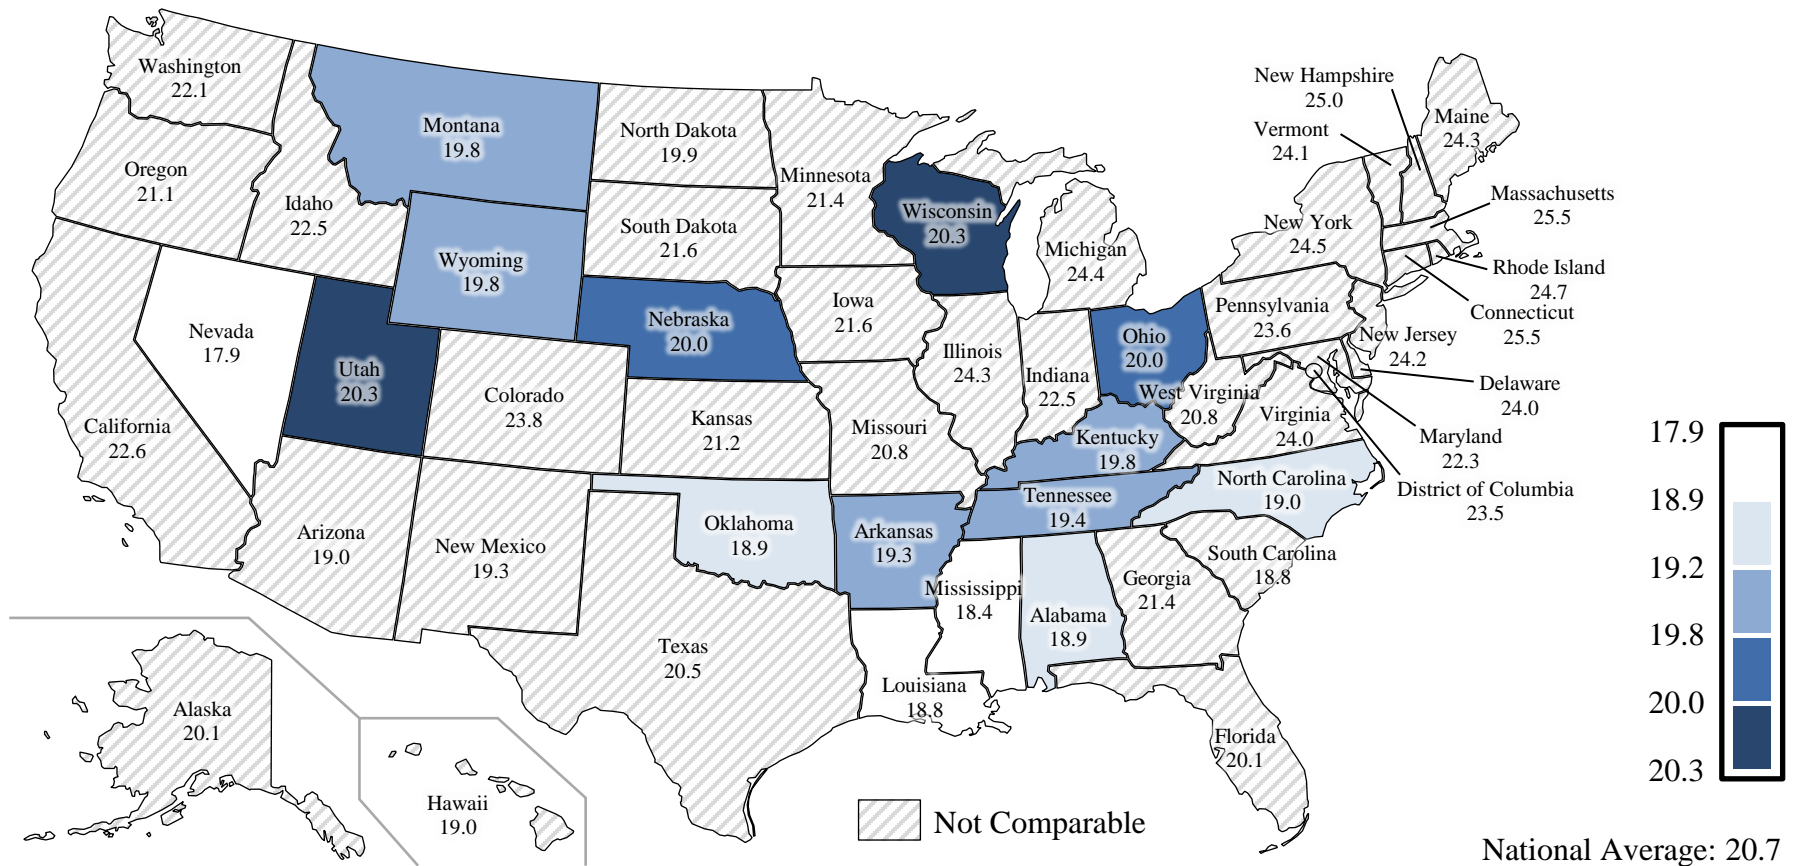 Washington
22.1
Oregon
21.1
California
22.6
Idaho
22.5
Nevada
17.9
Montana
19.8
Wyoming
19.8
Utah
20.3
Colorado
23.8
Arizona
19.0
New Mexico
19.3
North Dakota
19.9
South Dakota
21.6
Nebraska
20.0
Kansas
21.2
Oklahoma
18.9
Texas
20.5
Minnesota
21.4
Iowa
21.6
Missouri
20.8
Arkansas
19.3
Louisiana
18.8
Wisconsin
20.3
Illinois
24.3
Michigan
24.4
Indiana
22.5
Ohio
20.0
Kentucky
19.8
Tennessee
19.4
Mississippi
18.4
Alabama
18.9
Georgia
21.4
Florida
20.1
South Carolina
18.8
North Carolina
19.0
Virginia
24.0
West Virginia
20.8
Pennsylvania
23.6
New York
24.5
Vermont
24.1
New Hampshire
25.0
Maine
24.3
Massachusetts
25.5
Rhode Island
24.7
Connecticut
25.5
New Jersey
24.2
Delaware
24.0
Maryland
22.3
District of Columbia
23.5
Alaska
20.1
Hawaii
19.0
Not Comparable
17.9
18.9
19.2
19.8
20.0
20.3
National Average: 20.7